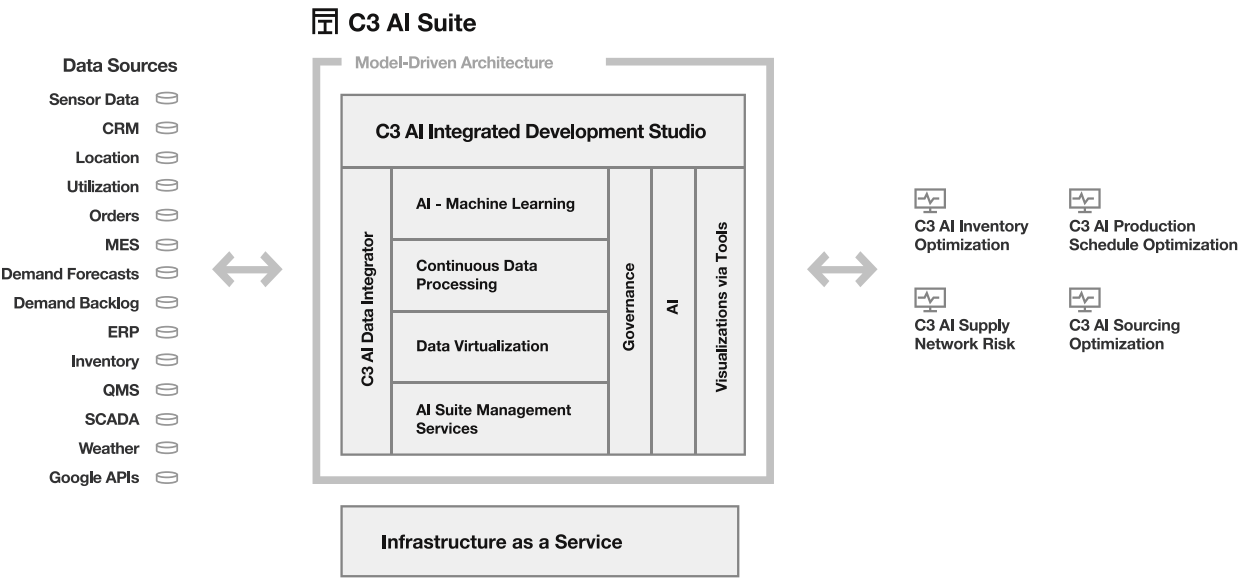 C3 AI Suite
Model-Driven Architecture
Data Sources
Sensor Data
CRM
Location
Utilization
Orders
MES
Demand Forecasts
Demand Backlog
ERP
Inventory
QMS
SCADA
Weather
Google APIs
C3 AI Integrated Development Studio
C3 AI Data Integrator
AI - Machine Learning
Continuous Data
Processing
Data Virtualization
AI Suite Management
Services
Governance
AI
Visualizations via Tools
Infrastructure as a Service
C3 AI Inventory
Optimization
C3 AI Production
Schedule Optimization
C3 AI Supply
Network Risk
C3 AI Sourcing
Optimization